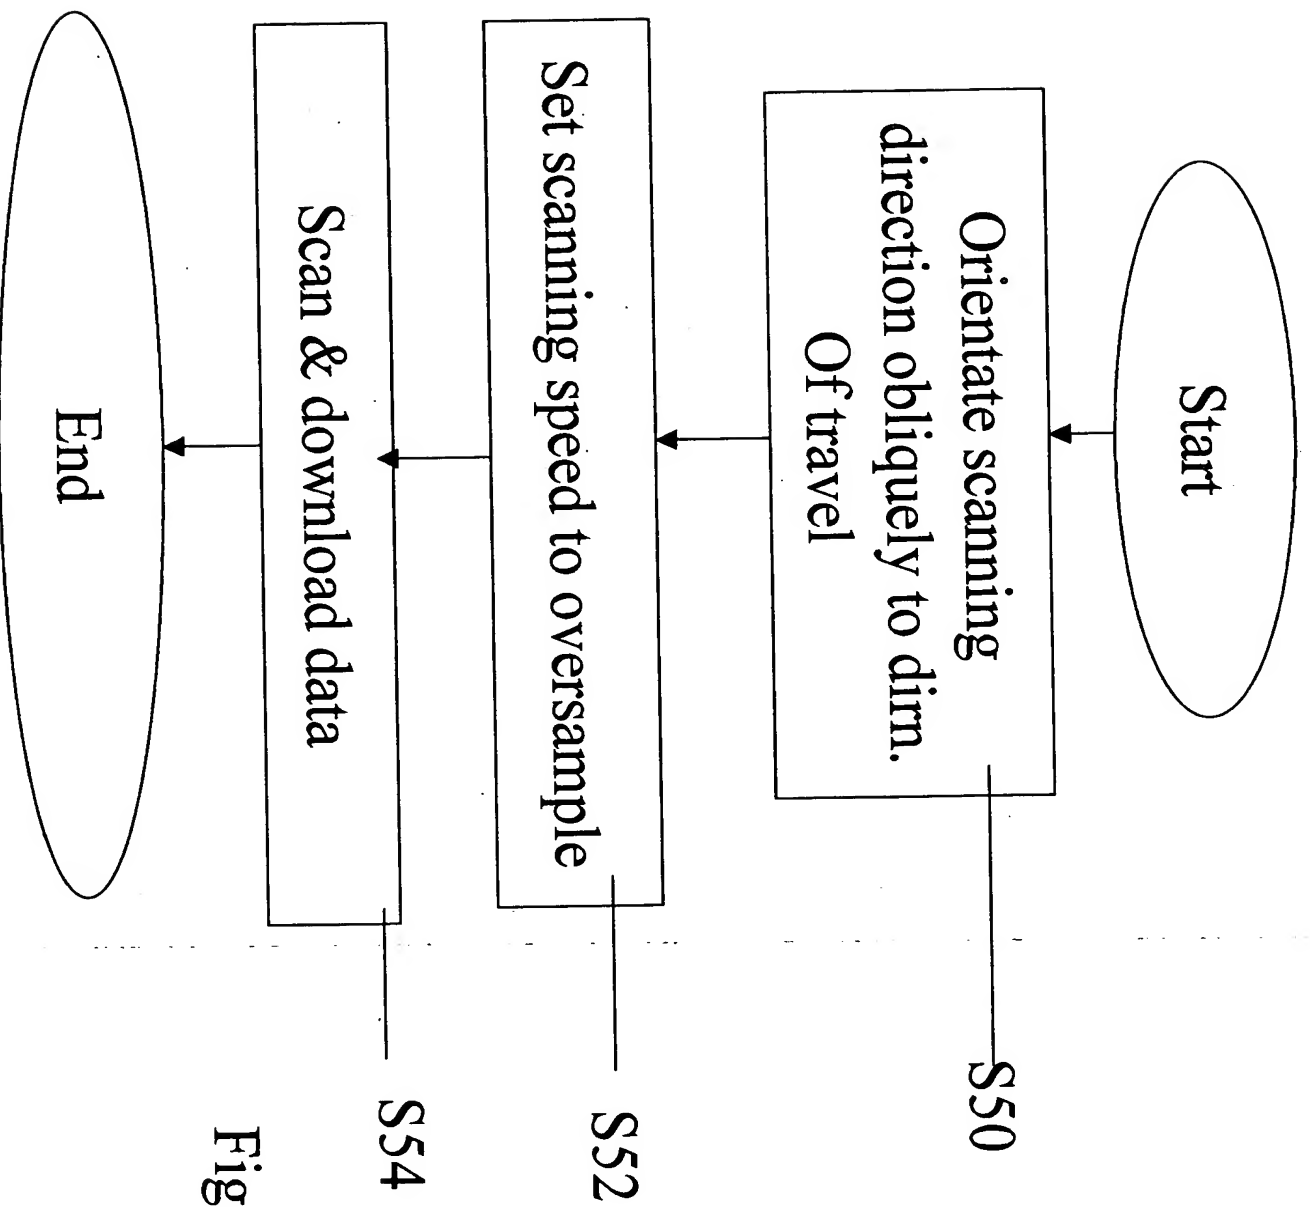 Start
Orientate scanning
direction obliquely to dirn.
Of travel
S50
Set scanning speed to oversample
S52
Scan & download data
S54
End
Fig